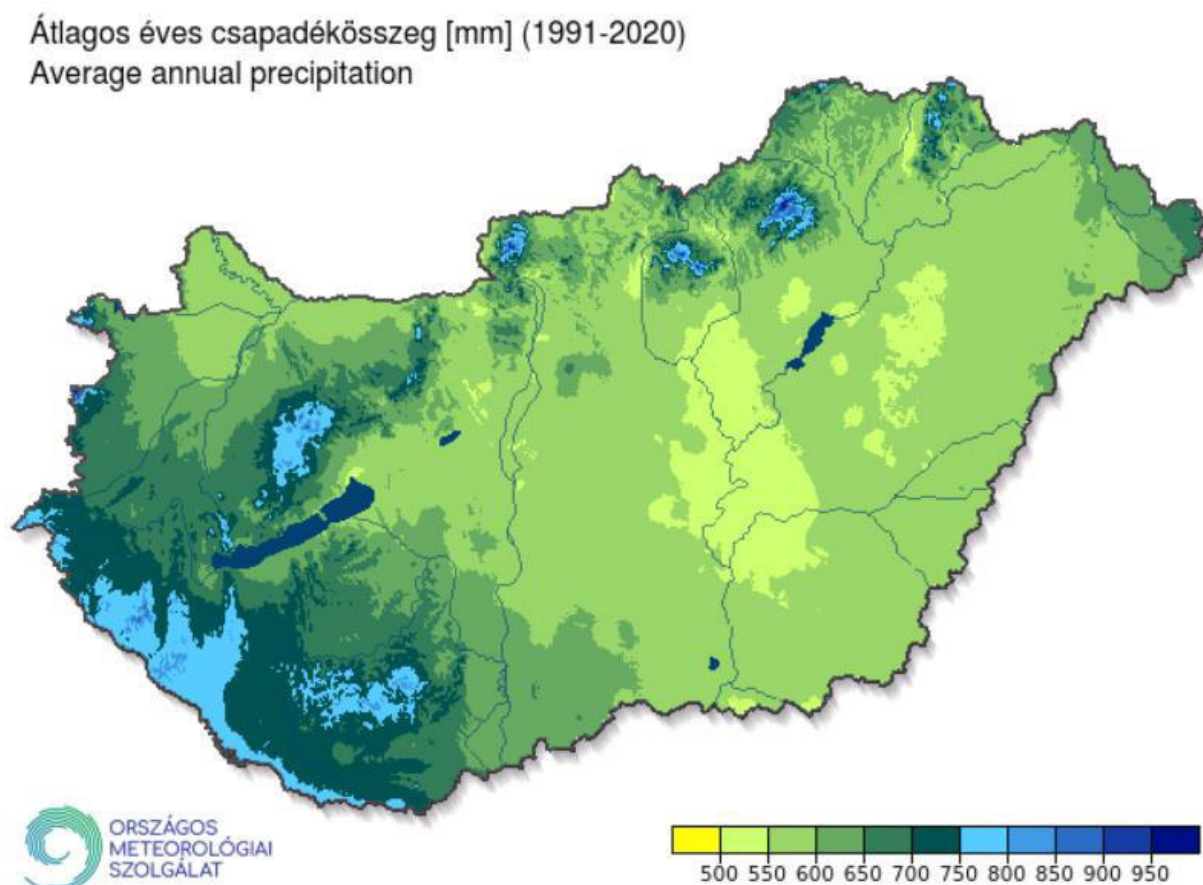 Átlagos éves csapadékösszeg [mm] (1991-2020)
Average annual precipitation
ORSZÁGOS
METEOROLÓGIAI
SZOLGÁLAT
500 550 600 650 700 750 800 850 900 950